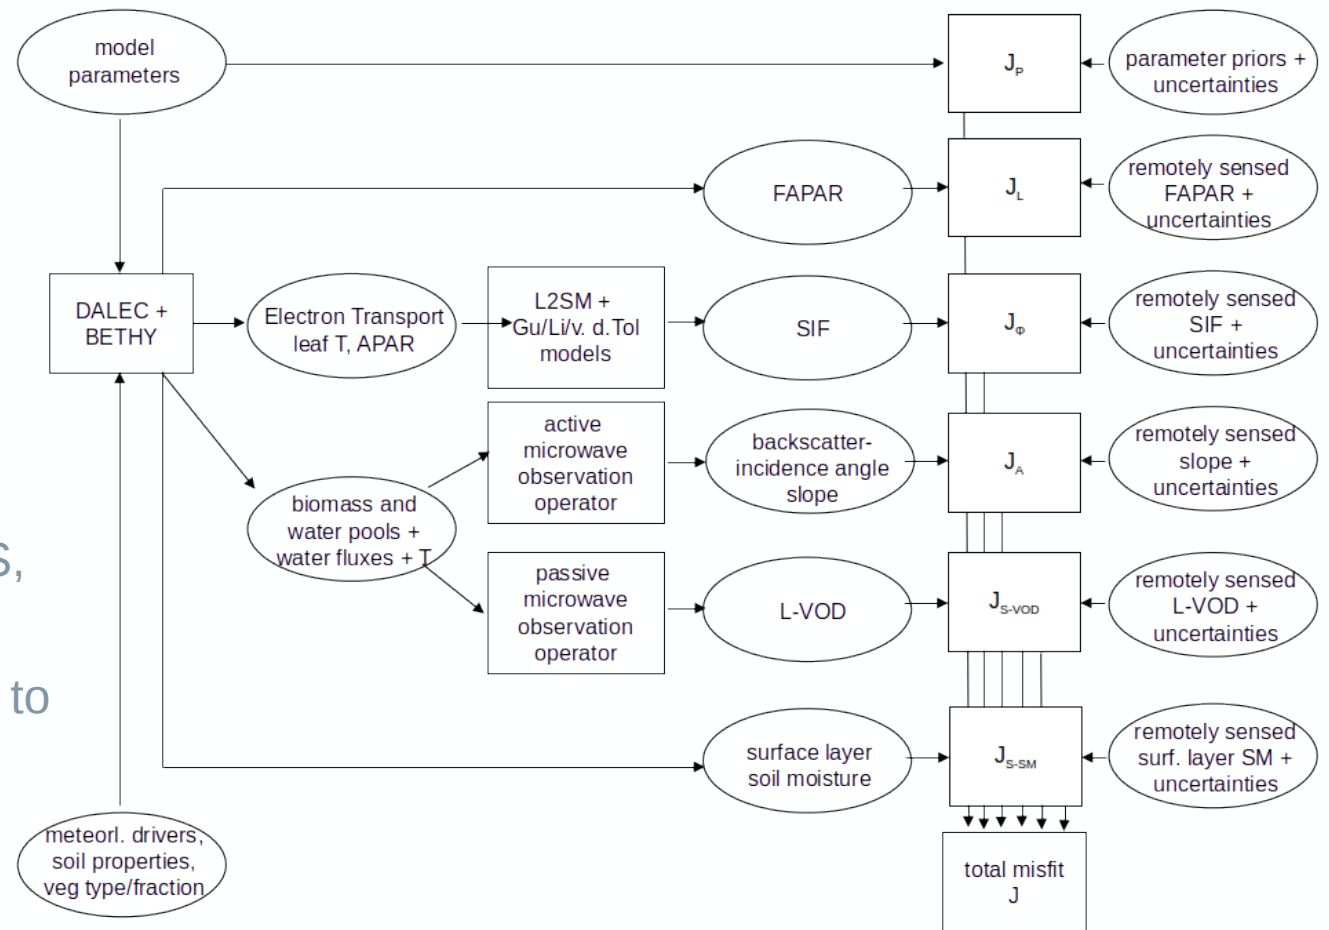 model
parameters
J_P
parameter priors +
uncertainties
FAPAR
J_L
remotely sensed
FAPAR +
uncertainties
DALEC +
BETHY
Electron Transport
leaf T, APAR
L2SM +
Gu/Li/v. d.Tol
models
SIF
J_Φ
remotely sensed
SIF +
uncertainties
active
microwave
observation
operator
backscatter-
incidence angle
slope
J_A
remotely sensed
slope +
uncertainties
biomass and
water pools +
water fluxes + T
S,
passive
microwave
observation
operator
L-VOD
J_S-VOD
remotely sensed
L-VOD +
uncertainties
to
surface layer
soil moisture
J_S-SM
remotely sensed
surf. layer SM +
uncertainties
meteorl. drivers,
soil properties,
veg type/fraction
total misfit
J